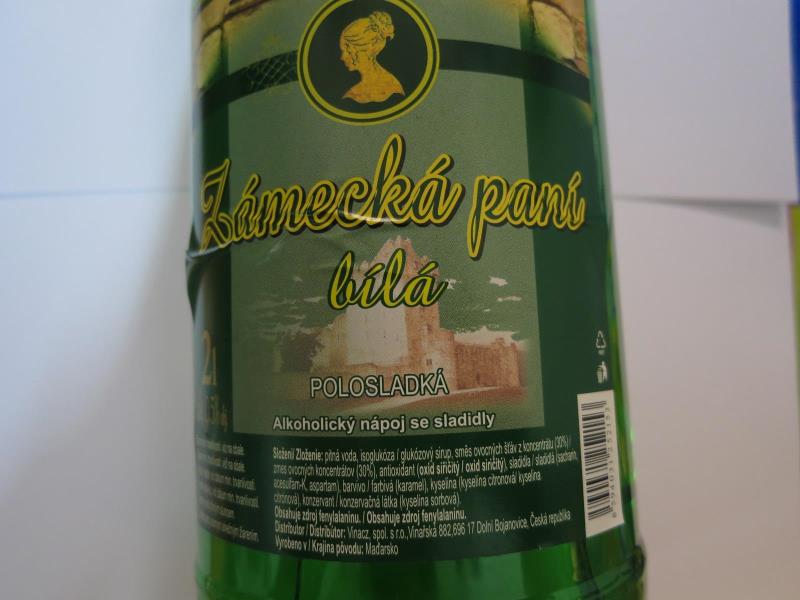 Zámecká paní
bílá
2 l
POLOSLADKÁ
Alkoholický nápoj se sladidly
Složení Zloženie: pitná voda, isoglukóza / glukózový sirup, směs ovocných šťáv z koncentrátu (30%) /
zmes ovocných koncentrátov (30%), antioxidant (oxid siřičitý / oxid siričitý), sladidla / sladidlá (sacharin,
acesulfam-K, aspartam), barvivo / farbivá (karamel), kyselina (kyselina citronová/ kyselina
citrónová), konzervant / konzervačná látka (kyselina sorbová).
Obsahuje zdroj fenylalaninu. / Obsahuje zdroj fenylalanínu.
Distributor / Distribútor: Vinacz, spol. s r.o., Vinařská 882,696 17 Dolní Bojanovice, Česká republika
Vyrobeno v / Krajina pôvodu: Maďarsko